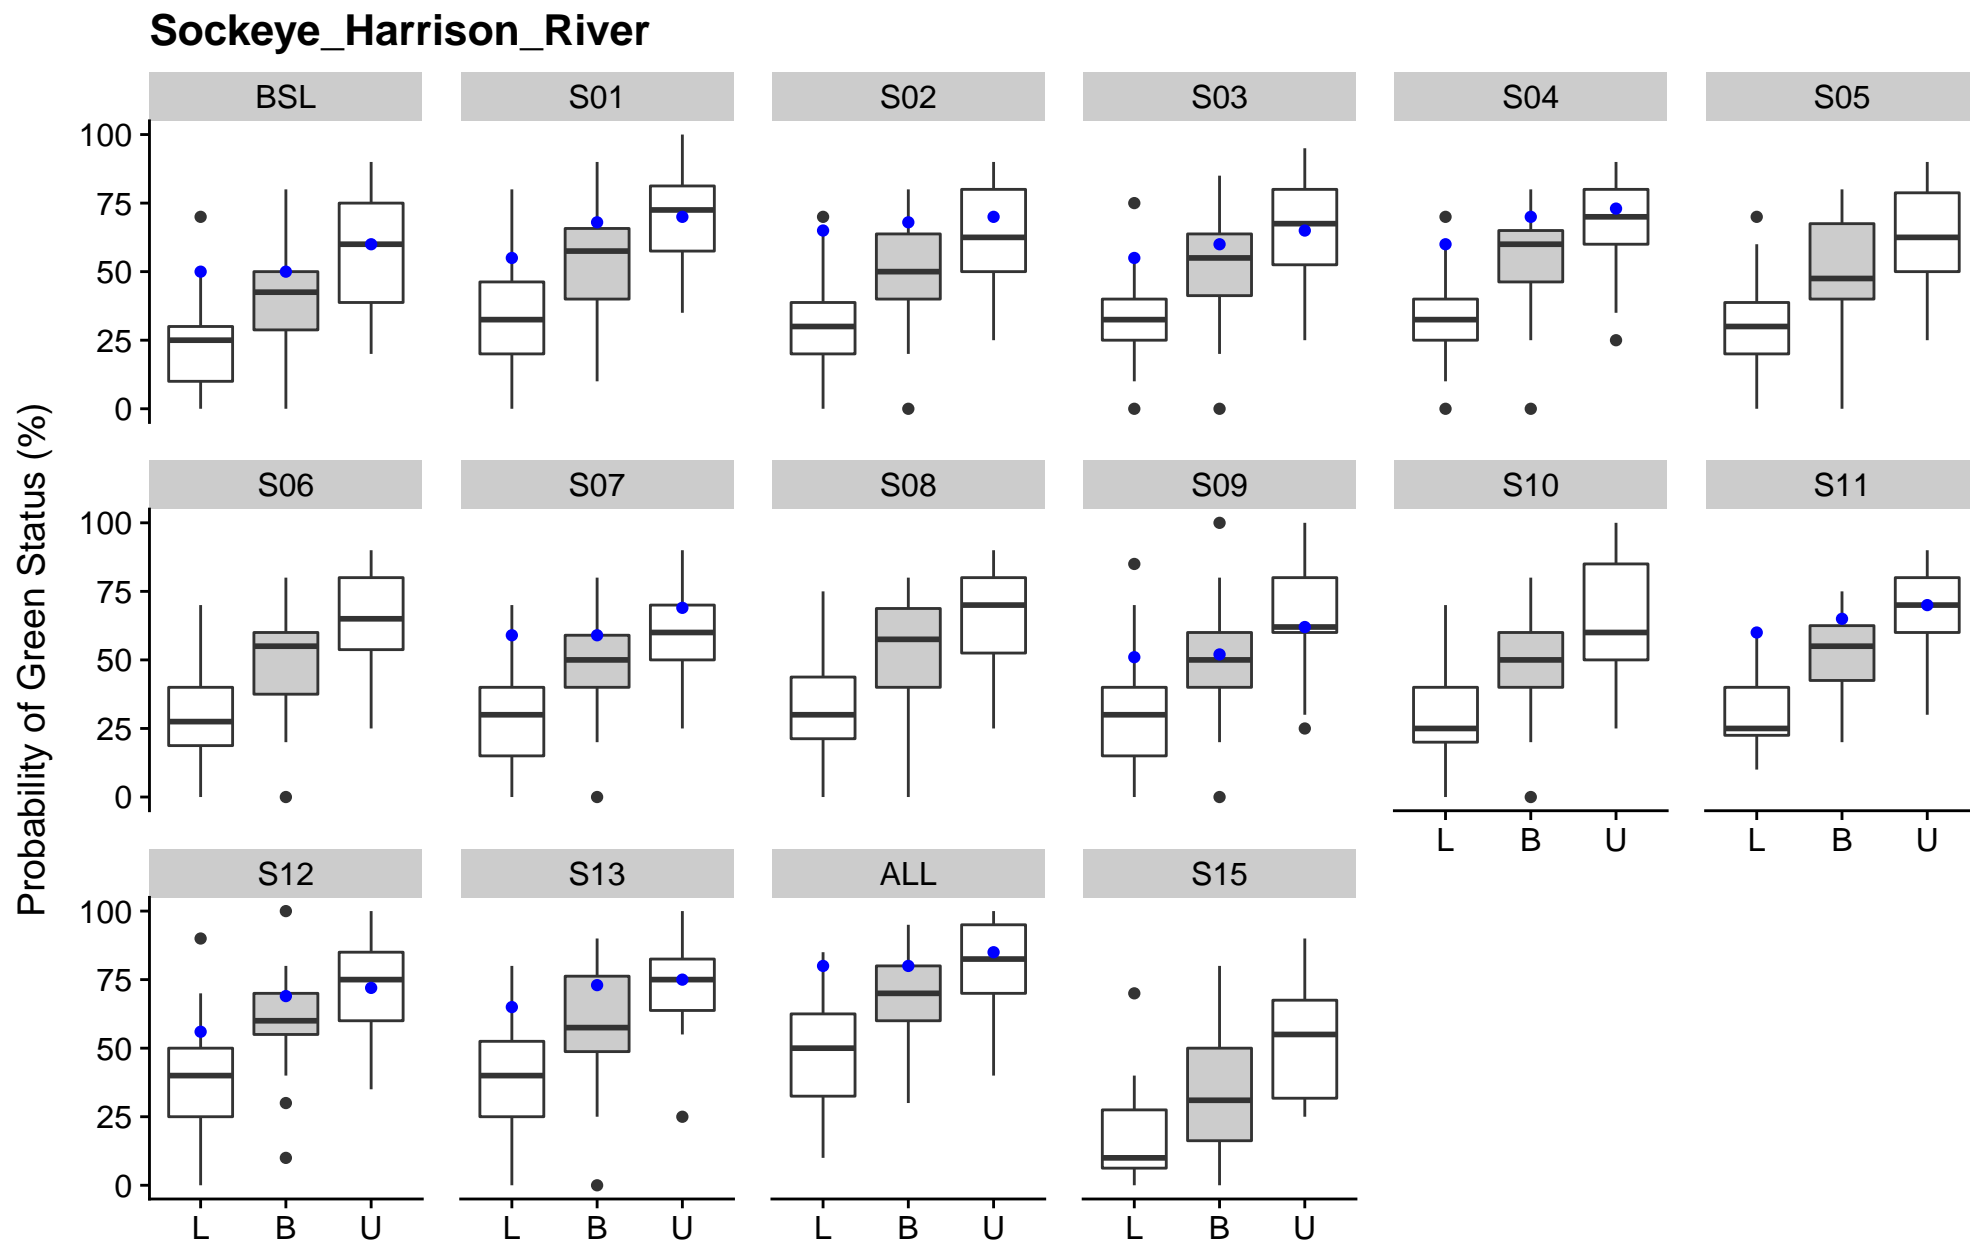 Sockeye_Harrison_River
BSL S01 S02 S03 S04 S05
100
75
50
25
0
Probability of Green Status (%)
S06 S07 S08 S09 S10 S11
100
75
50
25
0
L B U L B U
S12 S13 ALL S15
100
75
50
25
0
L B U L B U L B U L B U